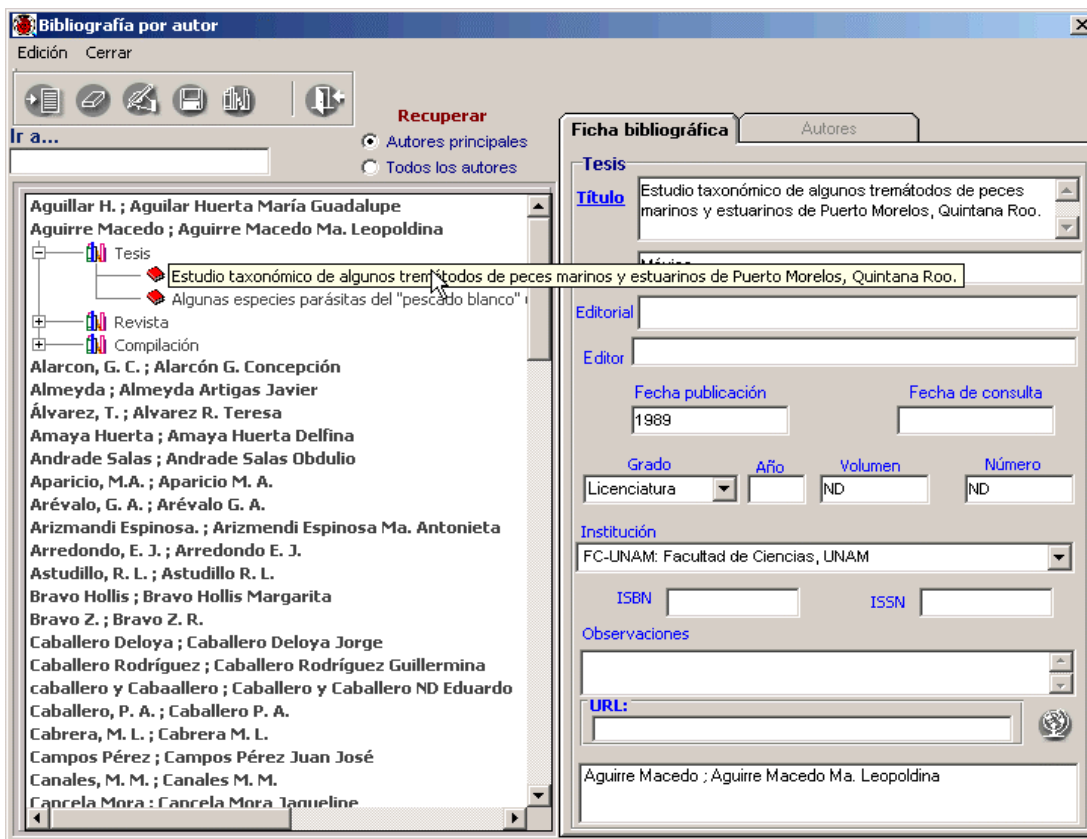 Bibliografía por autor
Edición Cerrar
Recuperar
Ir a...
Autores principales
Todos los autores
Aguillar H. ; Aguilar Huerta María Guadalupe
Aguirre Macedo ; Aguirre Macedo Ma. Leopoldina
Tesis
Estudio taxonómico de algunos tremátodos de peces marinos y estuarinos de Puerto Morelos, Quintana Roo.
Algunas especies parásitas del "pescado blanco"
Revista
Compilación
Alarcon, G. C. ; Alarcón G. Concepción
Almeyda ; Almeyda Artigas Javier
Álvarez, T. ; Alvarez R. Teresa
Amaya Huerta ; Amaya Huerta Delfina
Andrade Salas ; Andrade Salas Obdulio
Aparicio, M.A. ; Aparicio M. A.
Arévalo, G. A. ; Arévalo G. A.
Arizmandi Espinosa. ; Arizmendi Espinosa Ma. Antonieta
Arredondo, E. J. ; Arredondo E. J.
Astudillo, R. L. ; Astudillo R. L.
Bravo Hollis ; Bravo Hollis Margarita
Bravo Z. ; Bravo Z. R.
Caballero Deloya ; Caballero Deloya Jorge
Caballero Rodríguez ; Caballero Rodríguez Guillermina
caballero y Cabaallero ; Caballero y Caballero ND Eduardo
Caballero, P. A. ; Caballero P. A.
Cabrera, M. L. ; Cabrera M. L.
Campos Pérez ; Campos Pérez Juan José
Canales, M. M. ; Canales M. M.
Cancela Mora ; Cancela Mora Jaqueline
Ficha bibliográfica
Autores
Tesis
Título
Estudio taxonómico de algunos tremátodos de peces
marinos y estuarinos de Puerto Morelos, Quintana Roo.
Editorial
Editor
Fecha publicación
Fecha de consulta
1989
Grado
Año
Volumen
Número
Licenciatura
ND
ND
Institución
FC-UNAM: Facultad de Ciencias, UNAM
ISBN
ISSN
Observaciones
URL:
Aguirre Macedo ; Aguirre Macedo Ma. Leopoldina